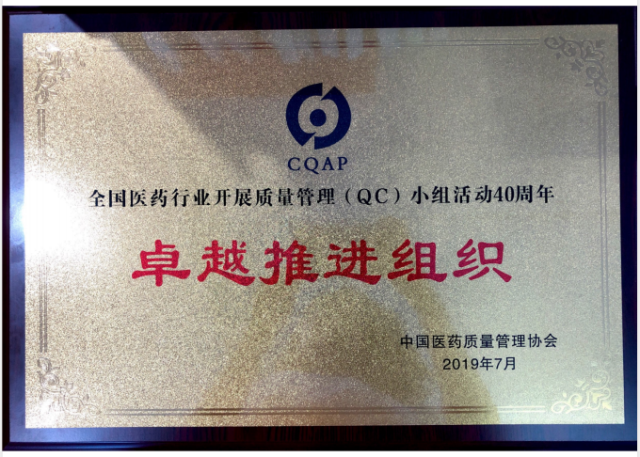 CQAP
全国医药行业开展质量管理（QC）小组活动40周年
卓越推进组织
中国医药质量管理协会
2019年7月